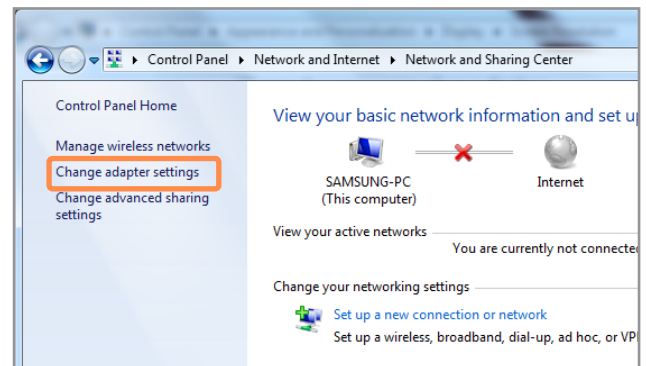 Control Panel ▸ Network and Internet ▸ Network and Sharing Center
Control Panel Home
Manage wireless networks
Change adapter settings
Change advanced sharing
settings
View your basic network information and set u
SAMSUNG-PC
(This computer)
Internet
View your active networks
You are currently not connecte
Change your networking settings
Set up a new connection or network
Set up a wireless, broadband, dial-up, ad hoc, or VP